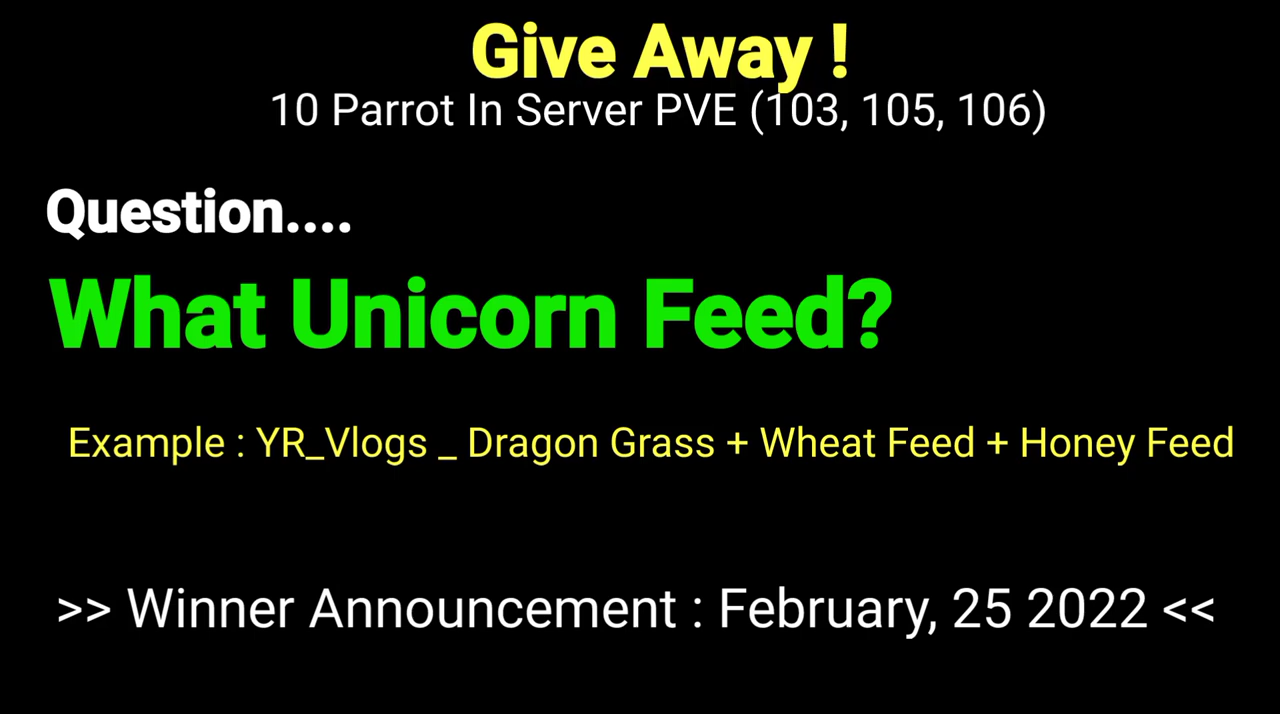 Give Away !
10 Parrot In Server PVE (103, 105, 106)
Question....
What Unicorn Feed?
Example : YR_Vlogs _ Dragon Grass + Wheat Feed + Honey Feed
>> Winner Announcement : February, 25 2022 <<